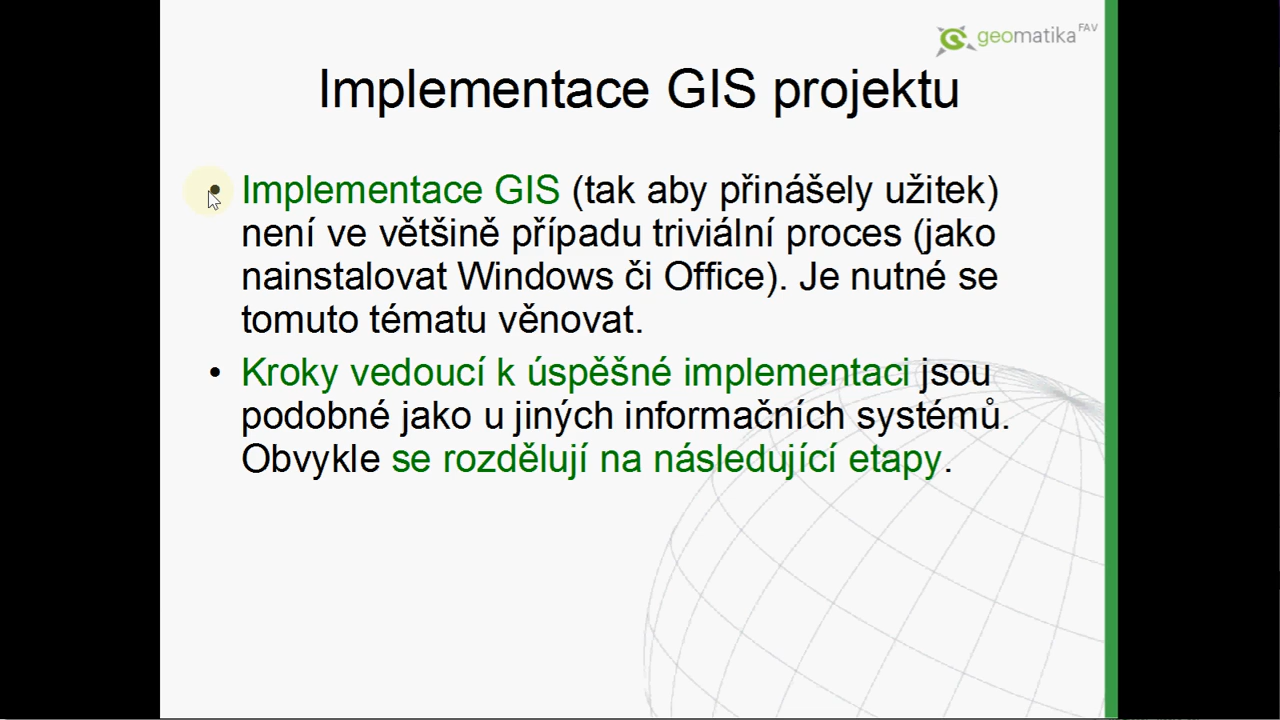 geomatika FAV
Implementace GIS projektu
• Implementace GIS (tak aby přinášely užitek)
není ve většině případu triviální proces (jako
nainstalovat Windows či Office). Je nutné se
tomuto tématu věnovat.
• Kroky vedoucí k úspěšné implementaci jsou
podobné jako u jiných informačních systémů.
Obvykle se rozdělují na následující etapy.